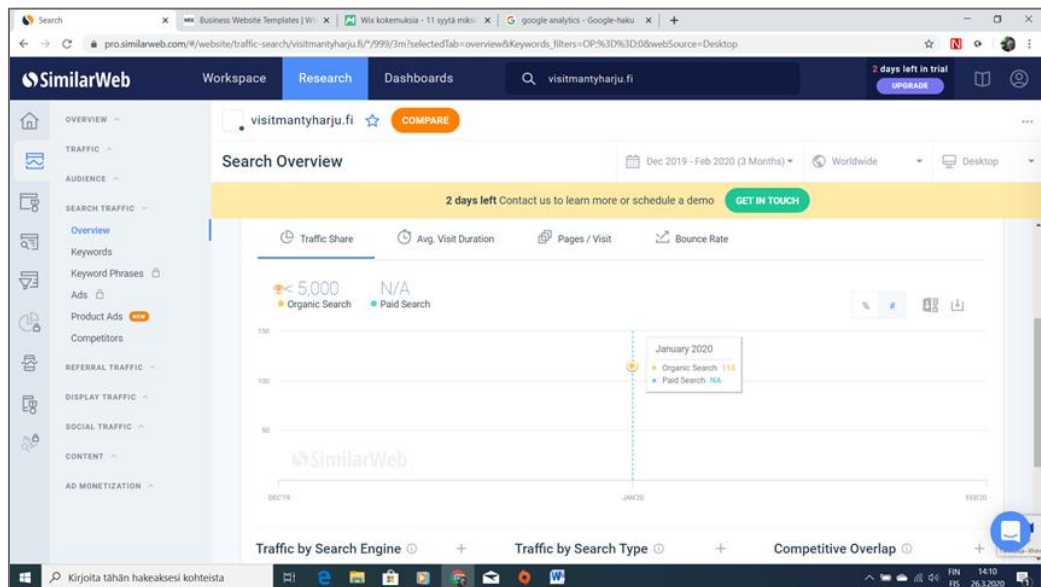 Search
WIX Business Website Templates | Wi
Wix kokemuksia - 11 syytä miks
google analytics - Google-haku
pro.similarweb.com/#/website/traffic-search/visitmantyharju.fi/*/999/3m?selectedTab=overview&Keywords_filters=OP;%3D%3D;0&webSource=Desktop
SimilarWeb
Workspace
Research
Dashboards
visitmantyharju.fi
2 days left in trial
UPGRADE
OVERVIEW
TRAFFIC
AUDIENCE
SEARCH TRAFFIC
Overview
Keywords
Keyword Phrases
Ads
Product Ads NEW
Competitors
REFERRAL TRAFFIC
DISPLAY TRAFFIC
SOCIAL TRAFFIC
CONTENT
AD MONETIZATION
visitmantyharju.fi
COMPARE
Search Overview
Dec 2019 - Feb 2020 (3 Months)
Worldwide
Desktop
2 days left Contact us to learn more or schedule a demo
GET IN TOUCH
Traffic Share
Avg. Visit Duration
Pages / Visit
Bounce Rate
< 5,000
Organic Search
N/A
Paid Search
% #
150
100
50
January 2020
Organic Search 115
Paid Search NA
SimilarWeb
DEC'19
JAN'20
FEB'20
Traffic by Search Engine
Traffic by Search Type
Competitive Overlap
Kirjoita tähän hakeaksesi kohteista
FIN
FIS
14:10
26.3.2020